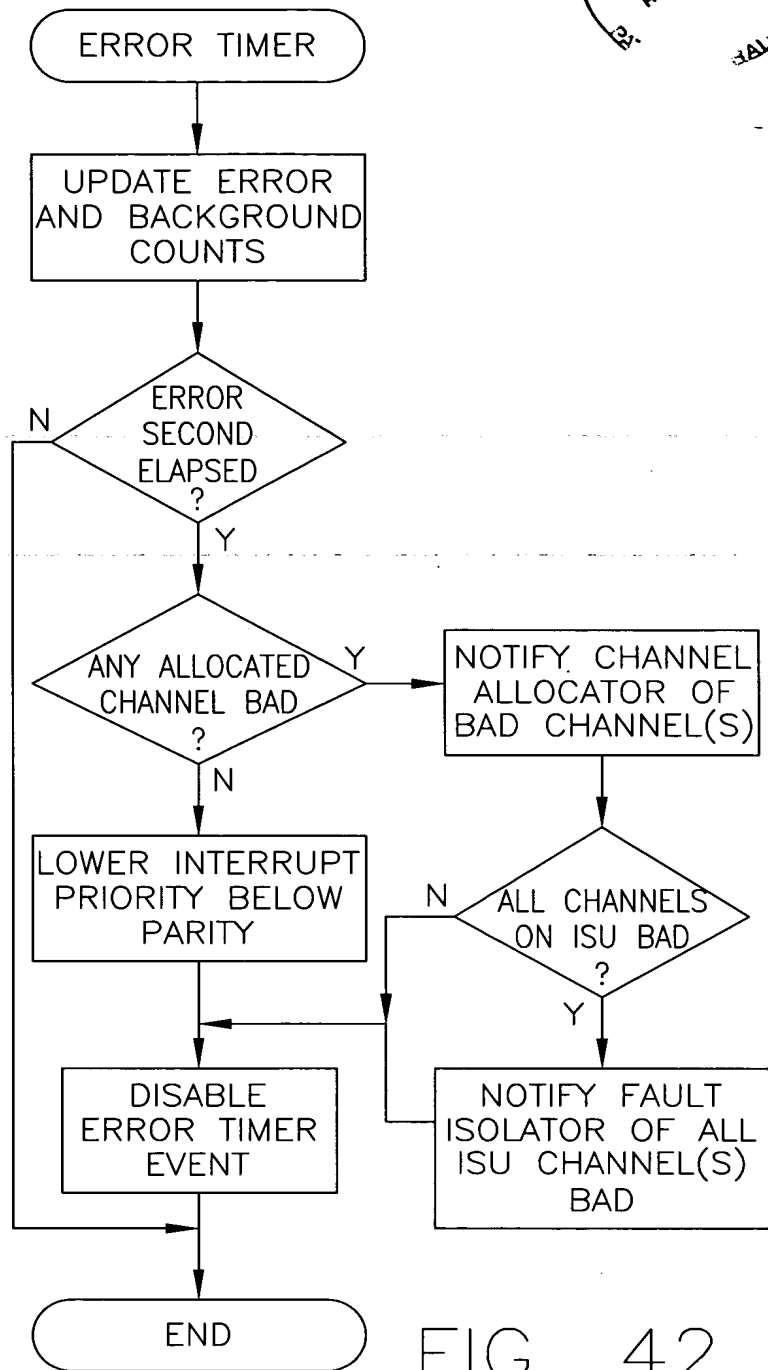 ERROR TIMER
UPDATE ERROR
AND BACKGROUND
COUNTS
ERROR
SECOND
ELAPSED
?
N
Y
ANY ALLOCATED
CHANNEL BAD
?
Y
N
NOTIFY CHANNEL
ALLOCATOR OF
BAD CHANNEL(S)
LOWER INTERRUPT
PRIORITY BELOW
PARITY
ALL CHANNELS
ON ISU BAD
?
N
Y
DISABLE
ERROR TIMER
EVENT
NOTIFY FAULT
ISOLATOR OF ALL
ISU CHANNEL(S)
BAD
END
FIG 42